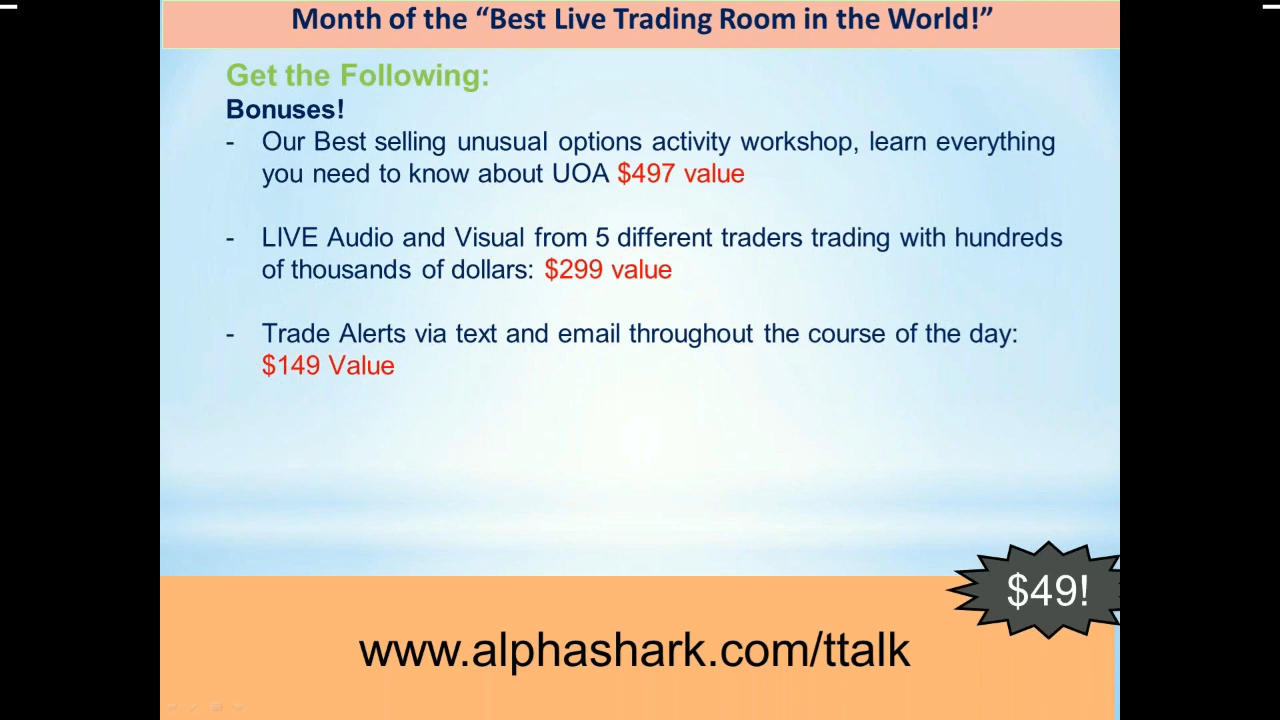 Month of the “Best Live Trading Room in the World!”
Get the Following:
Bonuses!
- Our Best selling unusual options activity workshop, learn everything
you need to know about UOA $497 value
- LIVE Audio and Visual from 5 different traders trading with hundreds
of thousands of dollars: $299 value
- Trade Alerts via text and email throughout the course of the day:
$149 Value
$49!
www.alphashark.com/ttalk